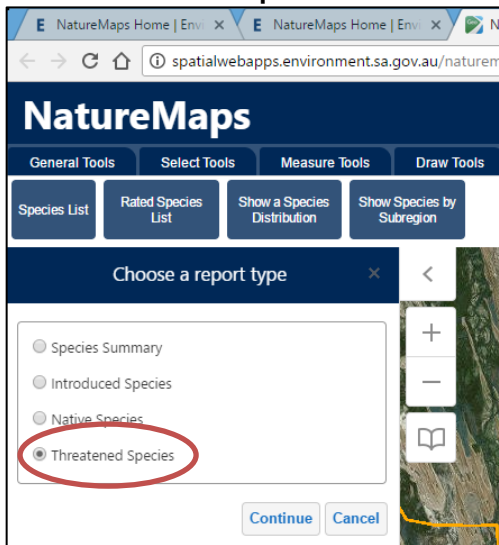 E NatureMaps Home | Env × E NatureMaps Home | Env × N
spatialwebapps.environment.sa.gov.au/naturem
NatureMaps
General Tools Select Tools Measure Tools Draw Tools
Species List Rated Species Show a Species Show Species by
List Distribution Subregion
Choose a report type ×
Species Summary
Introduced Species
Native Species
Threatened Species
Continue Cancel